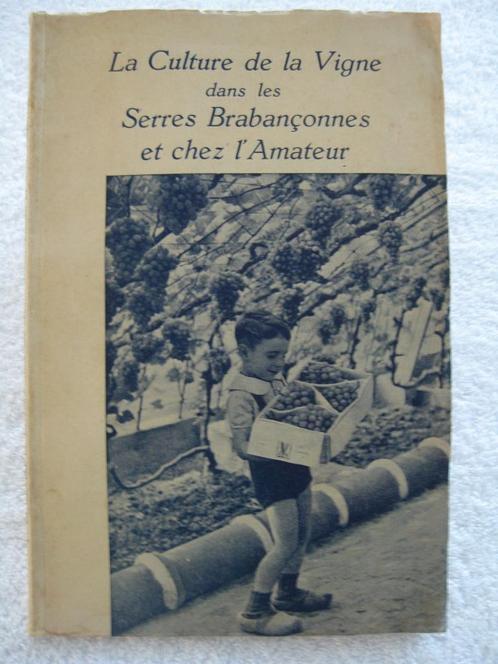 La Culture de la Vigne
dans les
Serres Brabançonnes
et chez l'Amateur